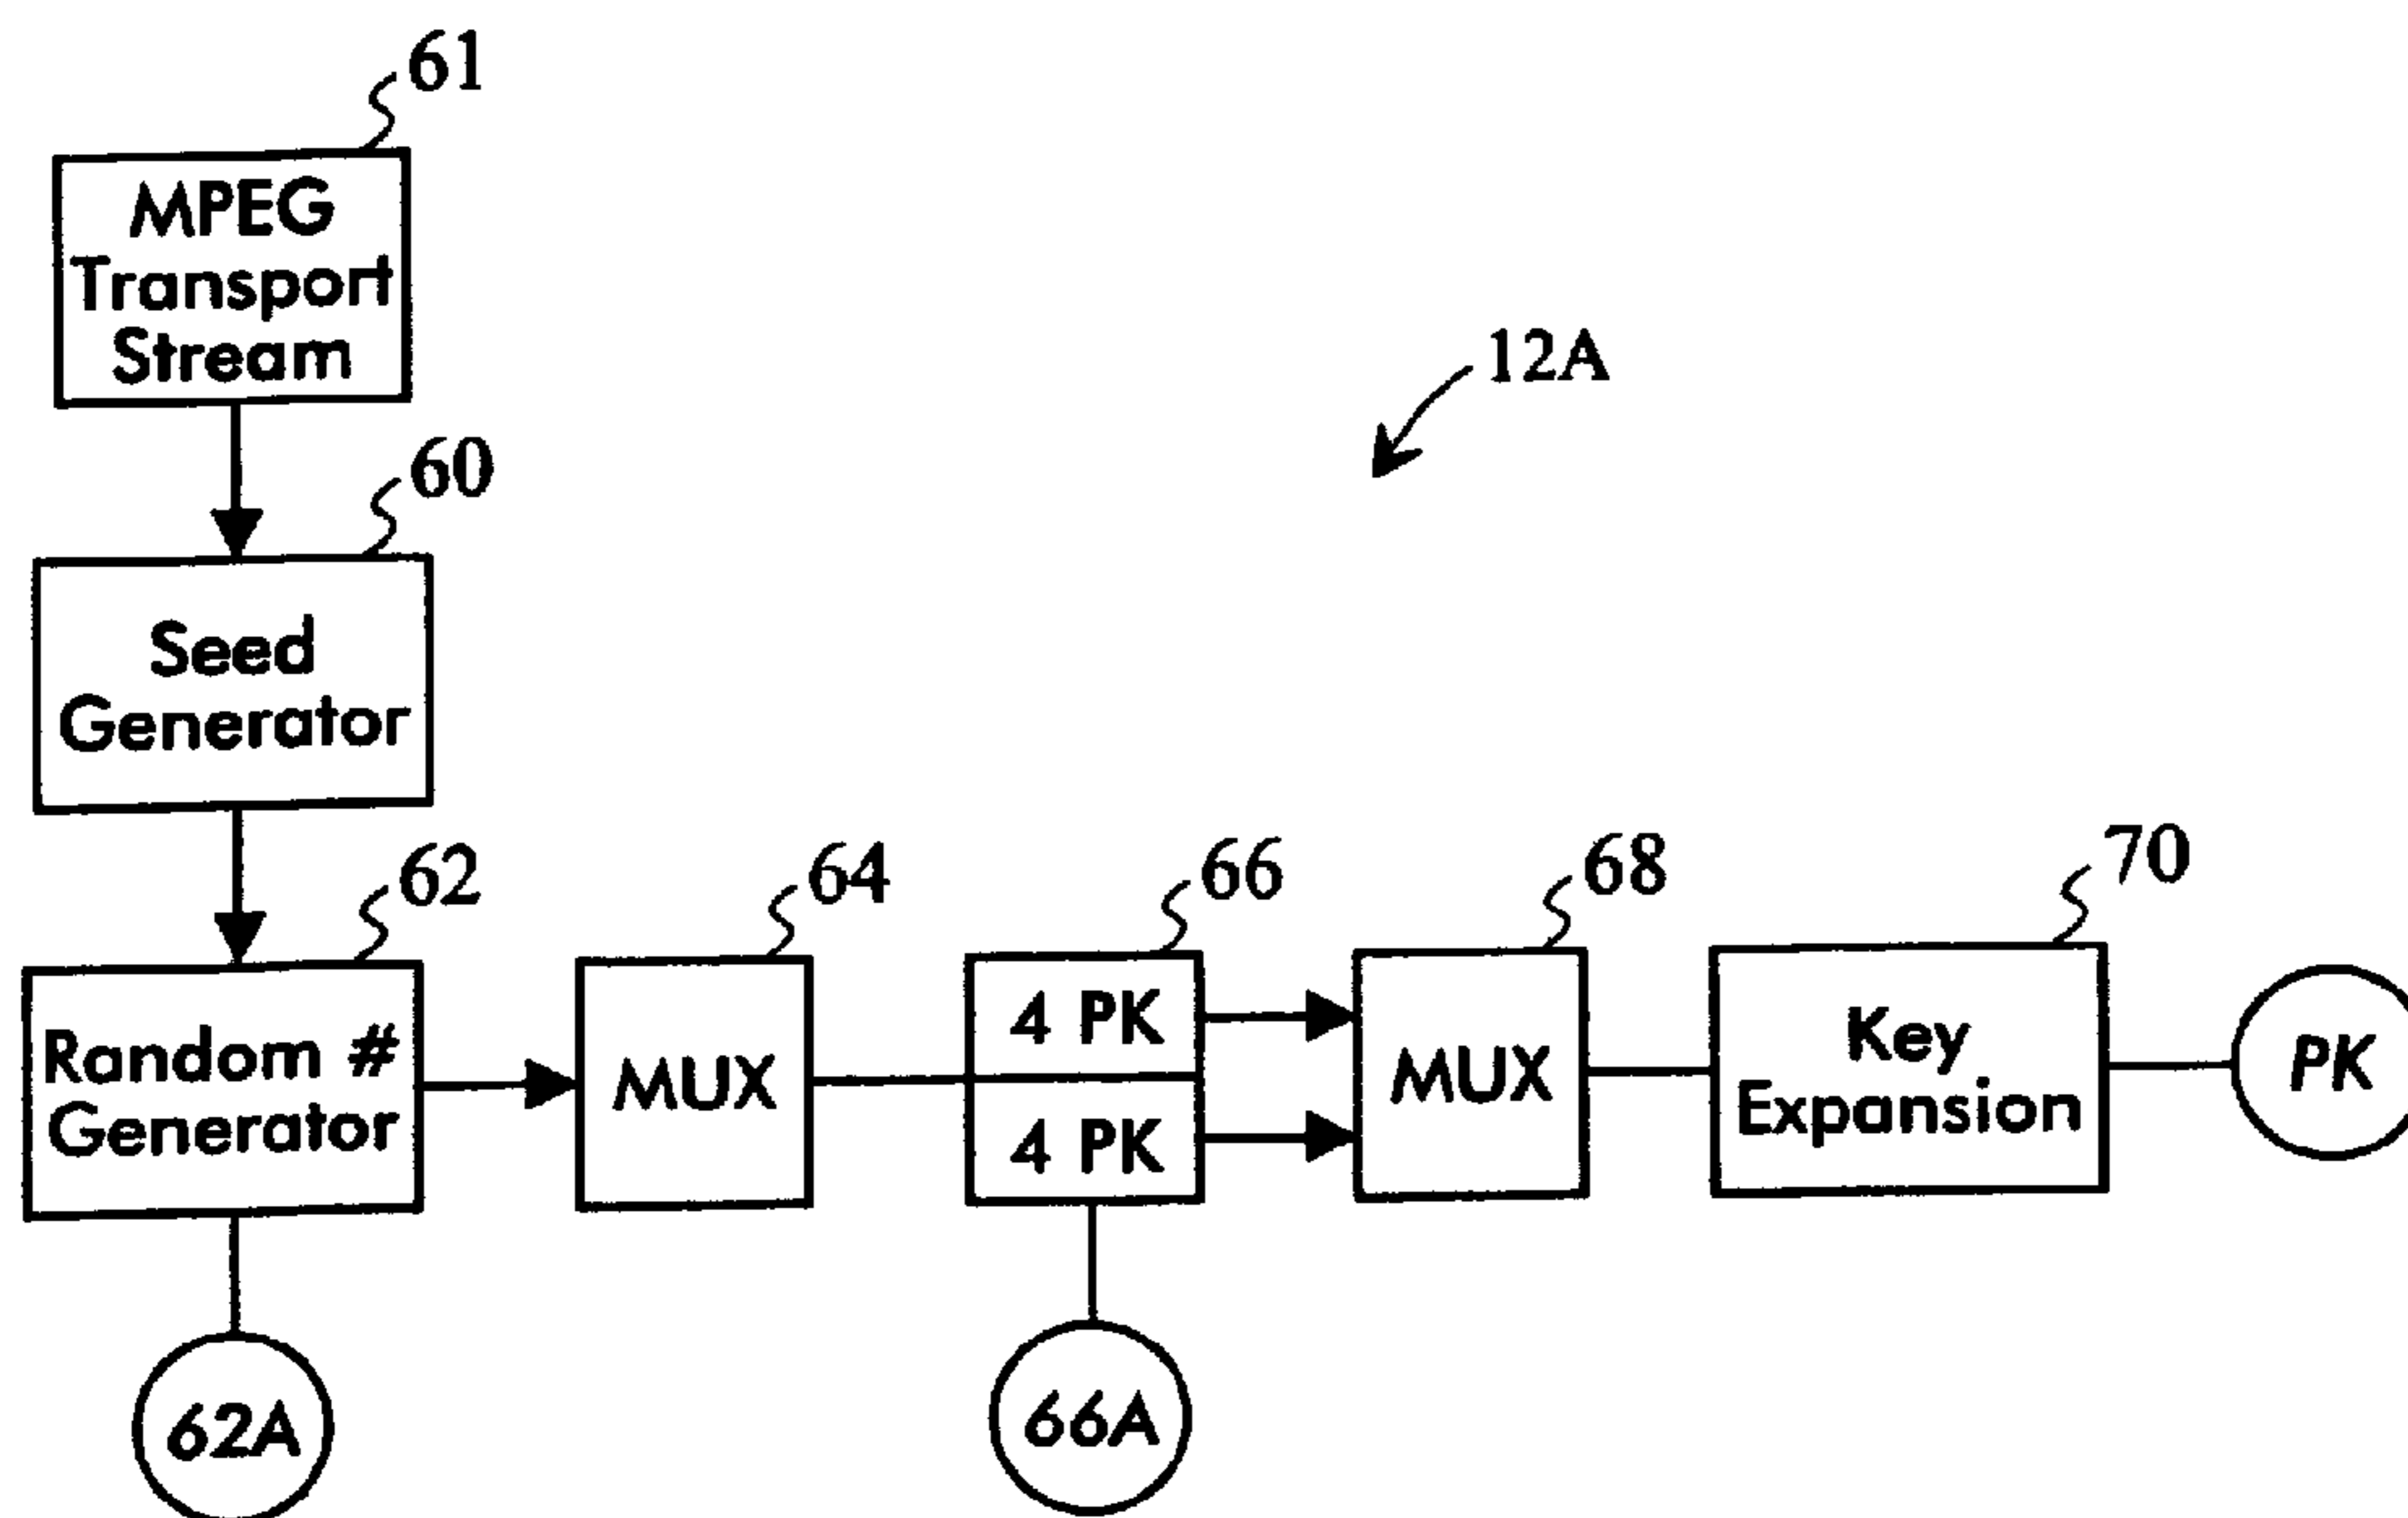 61
MPEG
Transport
Stream
12A
60
Seed
Generator
62
64
66
68
70
Random #
Generator
MUX
4 PK
4 PK
MUX
Key
Expansion
PK
62A
66A